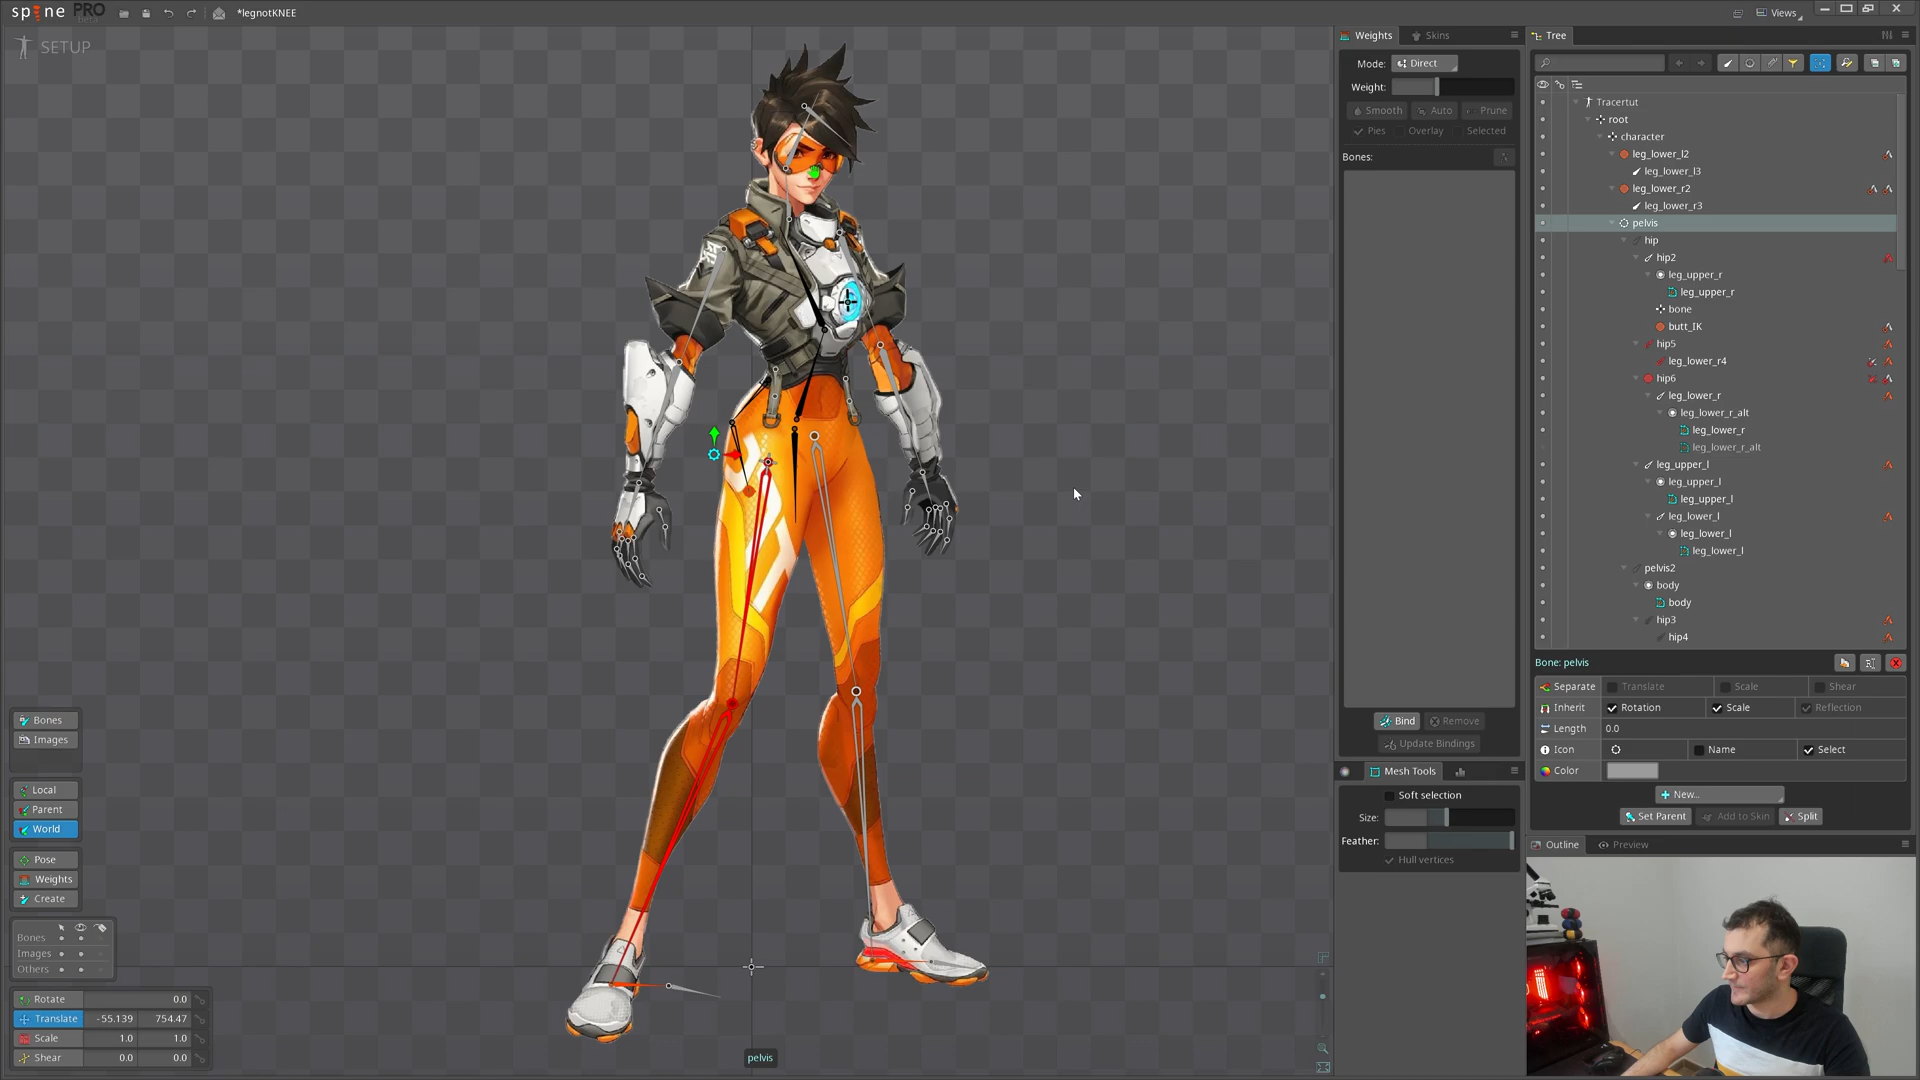 spine PRO
beta
*legnotKNEE
Views
SETUP
Weights
Skins
Mode:
Direct
Weight:
Smooth
Auto
Prune
Pies
Overlay
Selected
Bones:
Bind
Remove
Update Bindings
Mesh Tools
Soft selection
Size:
Feather:
Hull vertices
Tree
Tracertut
root
character
leg_lower_l2
leg_lower_l3
leg_lower_r2
leg_lower_r3
pelvis
hip
hip2
leg_upper_r
leg_upper_r
bone
butt_IK
hip5
leg_lower_r4
hip6
leg_lower_r
leg_lower_r_alt
leg_lower_r
leg_lower_r_alt
leg_upper_l
leg_upper_l
leg_upper_l
leg_lower_l
leg_lower_l
leg_lower_l
pelvis2
body
body
hip3
hip4
Bone: pelvis
Separate Translate Scale Shear
Inherit Rotation Scale Reflection
Length 0.0
Icon Name Select
Color
New...
Set Parent Add to Skin Split
Outline Preview
Bones
Images
Local
Parent
World
Pose
Weights
Create
Bones
Images
Others
Rotate 0.0
Translate -55.139 754.47
Scale 1.0 1.0
Shear 0.0 0.0
pelvis